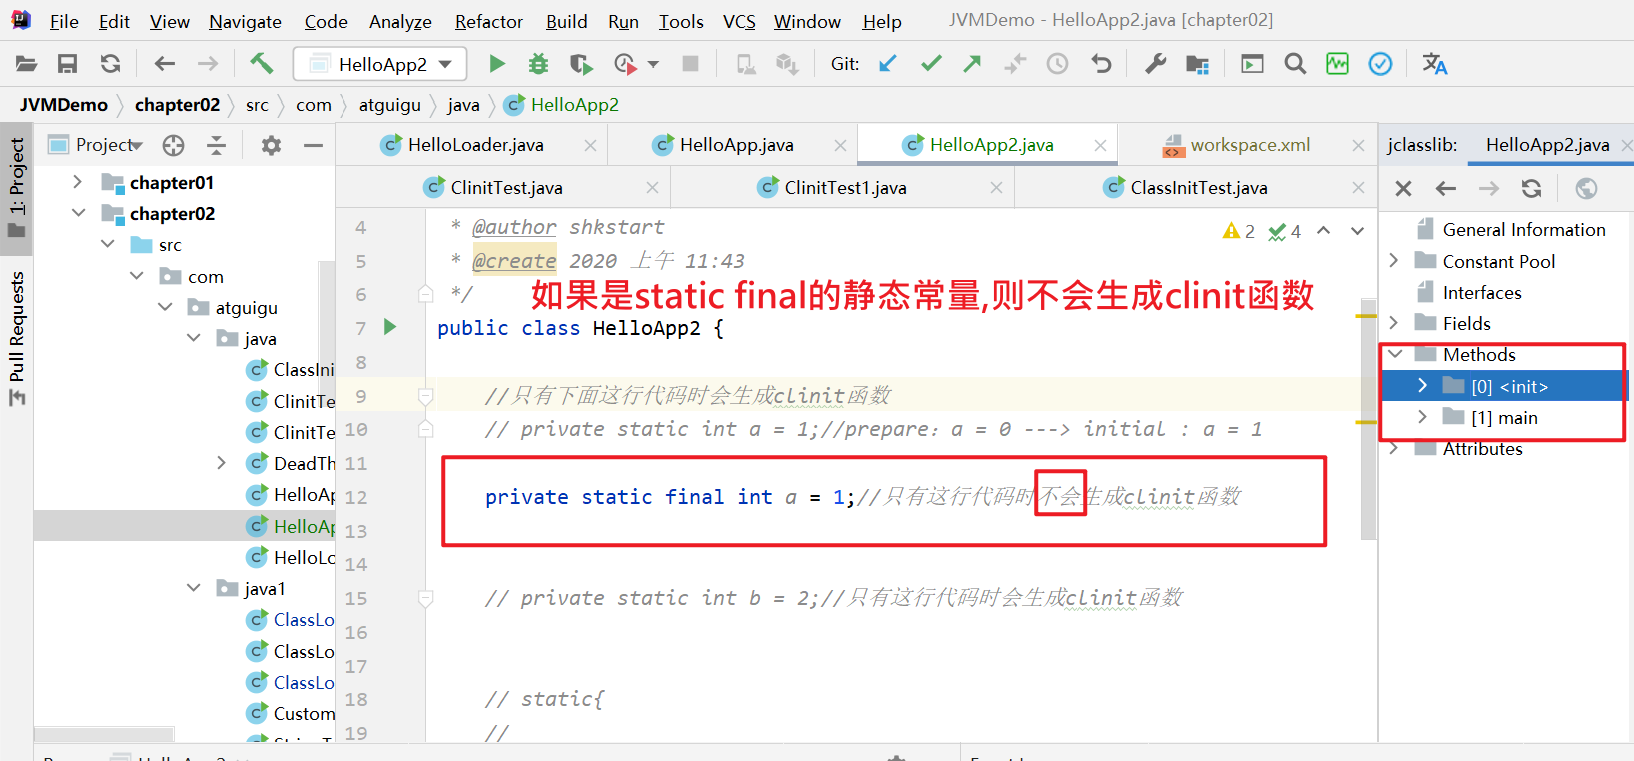 File Edit View Navigate Code Analyze Refactor Build Run Tools VCS Window Help JVMDemo - HelloApp2.java [chapter02]
HelloApp2 Git:
JVMDemo chapter02 src com atguigu java HelloApp2
Project HelloLoader.java HelloApp.java HelloApp2.java workspace.xml jclasslib: HelloApp2.java
ClinitTest.java ClinitTest1.java ClassInitTest.java
1: Project
Pull Requests
chapter01
chapter02
src
com
atguigu
java
ClassIni
ClinitTe
ClinitTe
DeadTh
HelloAp
HelloAp
HelloLo
java1
ClassLo
ClassLo
ClassLo
Custom
4 * @author shkstart
5 * @create 2020 上午 11:43
6 */
如果是static final的静态常量,则不会生成clinit函数
7 public class HelloApp2 {
8
9 //只有下面这行代码时会生成clinit函数
10 // private static int a = 1;//prepare: a = 0 ---> initial : a = 1
11
12 private static final int a = 1;//只有这行代码时不会生成clinit函数
13
14
15 // private static int b = 2;//只有这行代码时会生成clinit函数
16
17
18 // static{
19 //
2 4
General Information
Constant Pool
Interfaces
Fields
Methods
[0] <init>
[1] main
Attributes